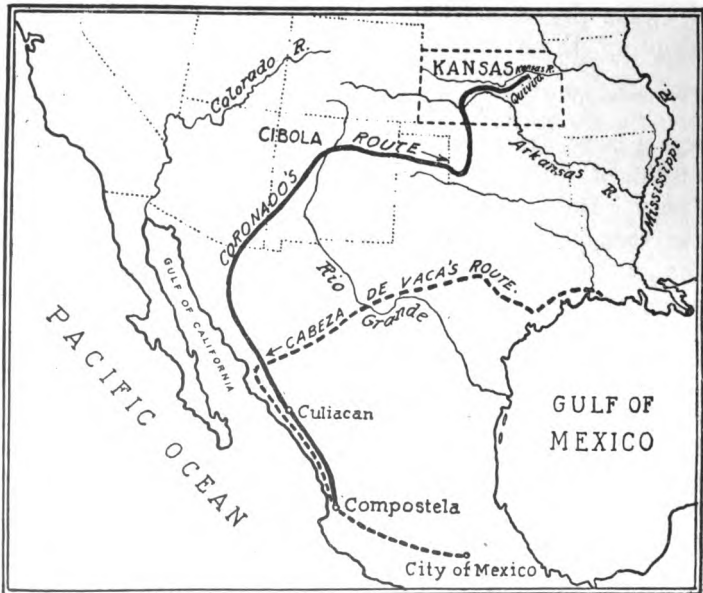 KANSAS
Kansas R.
Quivira
Colorado R.
CIBOLA
ROUTE
CORONADO'S
Arkansas R.
Mississippi R.
GULF OF CALIFORNIA
Rio Grande
CABEZA DE VACA'S ROUTE.
PACIFIC OCEAN
Culiacan
GULF OF
MEXICO
Compostela
City of Mexico